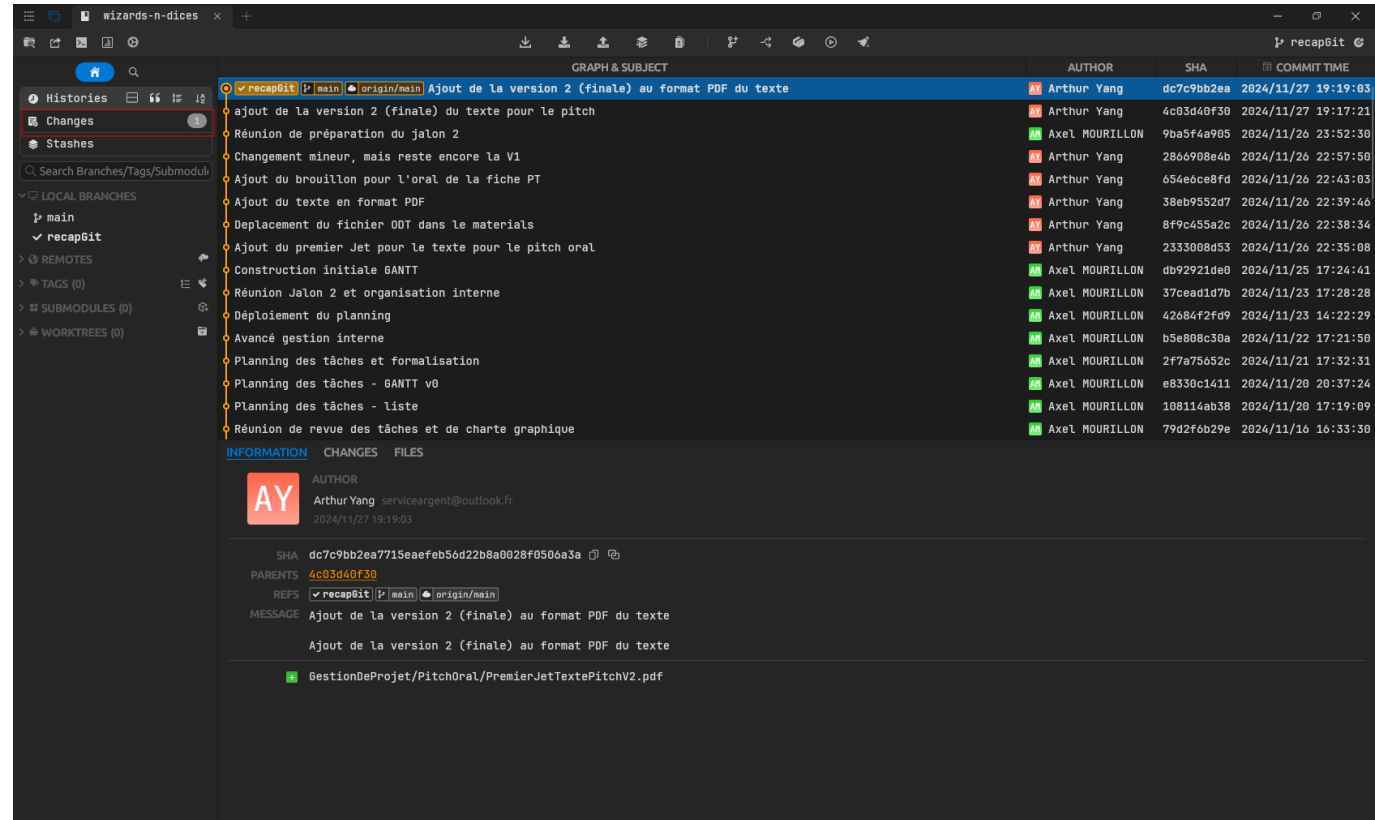 wizards-n-dices
recapGit
GRAPH & SUBJECT AUTHOR SHA COMMIT TIME
Histories
Changes 1
Stashes
Search Branches/Tags/Submodul
LOCAL BRANCHES
main
recapGit
REMOTES
TAGS (0)
SUBMODULES (0)
WORKTREES (0)
recapGit main origin/main Ajout de la version 2 (finale) au format PDF du texte AY Arthur Yang dc7c9bb2ea 2024/11/27 19:19:03
ajout de la version 2 (finale) du texte pour le pitch AY Arthur Yang 4c03d40f30 2024/11/27 19:17:21
Réunion de préparation du jalon 2 AM Axel MOURILLON 9ba5f4a905 2024/11/26 23:52:30
Changement mineur, mais reste encore la V1 AY Arthur Yang 2866908e4b 2024/11/26 22:57:50
Ajout du brouillon pour l'oral de la fiche PT AY Arthur Yang 654e6ce8fd 2024/11/26 22:43:03
Ajout du texte en format PDF AY Arthur Yang 38eb9552d7 2024/11/26 22:39:46
Deplacement du fichier ODT dans le materials AY Arthur Yang 8f9c455a2c 2024/11/26 22:38:34
Ajout du premier Jet pour le texte pour le pitch oral AY Arthur Yang 2333008d53 2024/11/26 22:35:08
Construction initiale GANTT AM Axel MOURILLON db92921de0 2024/11/25 17:24:41
Réunion Jalon 2 et organisation interne AM Axel MOURILLON 37cead1d7b 2024/11/23 17:28:28
Déploiement du planning AM Axel MOURILLON 42684f2fd9 2024/11/23 14:22:29
Avancé gestion interne AM Axel MOURILLON b5e808c30a 2024/11/22 17:21:50
Planning des tâches et formalisation AM Axel MOURILLON 2f7a75652c 2024/11/21 17:32:31
Planning des tâches - GANTT v0 AM Axel MOURILLON e8330c1411 2024/11/20 20:37:24
Planning des tâches - liste AM Axel MOURILLON 108114ab38 2024/11/20 17:19:09
Réunion de revue des tâches et de charte graphique AM Axel MOURILLON 79d2f6b29e 2024/11/16 16:33:30
INFORMATION CHANGES FILES
AY
AUTHOR
Arthur Yang serviceargent@outlook.fr
2024/11/27 19:19:03
SHA dc7c9bb2ea7715eaefeb56d22b8a0028f0506a3a
PARENTS 4c03d40f30
REFS recapGit main origin/main
MESSAGE Ajout de la version 2 (finale) au format PDF du texte
Ajout de la version 2 (finale) au format PDF du texte
GestionDeProjet/PitchOral/PremierJetTextePitchV2.pdf